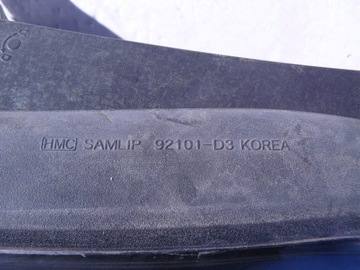 [HMC] SAMLIP 92101-D3 KOREA